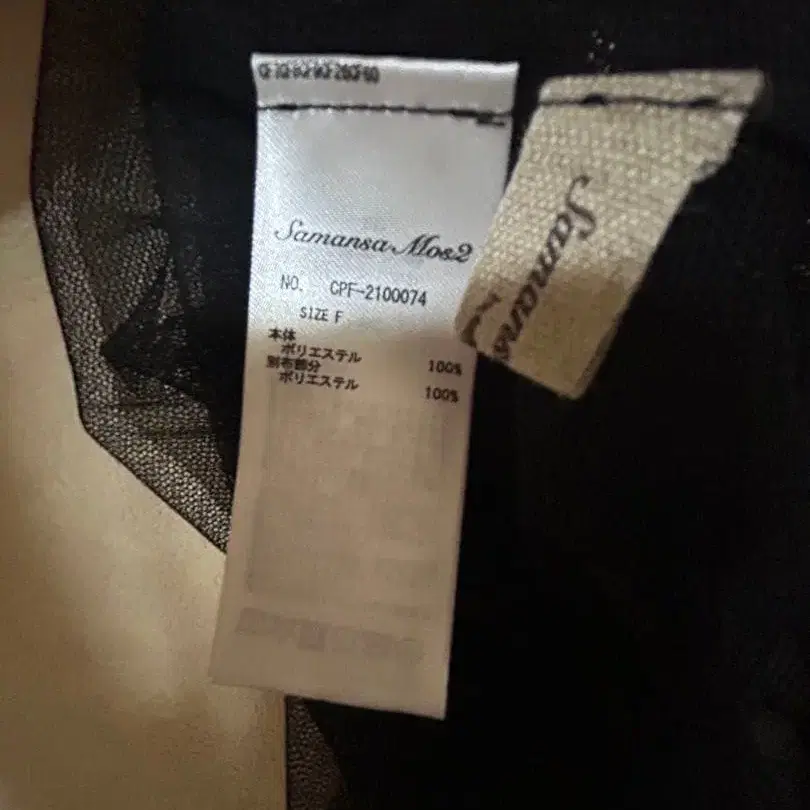 Samansa Mos2
NO. CPF-2100074
SIZE F
本体
ポリエステル 100%
別布部分
ポリエステル 100%
Samans